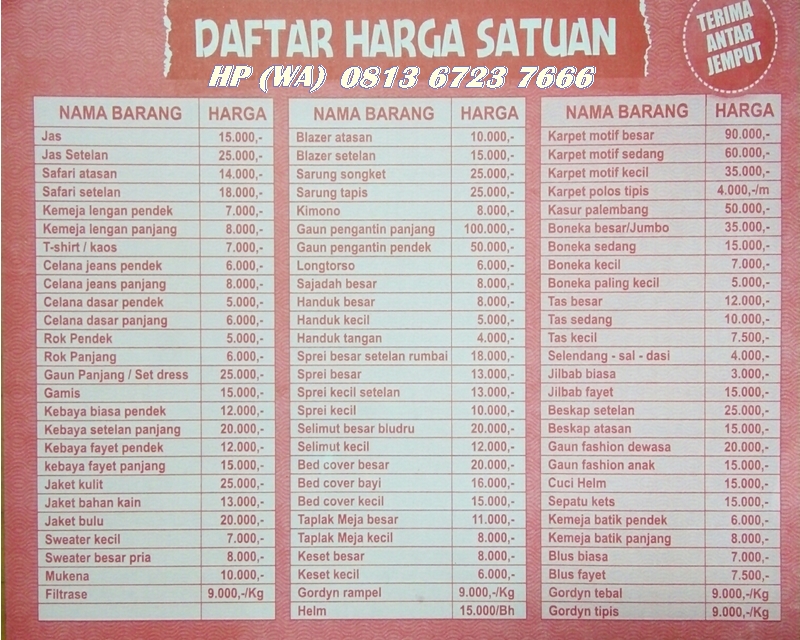 DAFTAR HARGA SATUAN
HP (WA) 0813 6723 7666
TERIMA
ANTAR
JEMPUT
NAMA BARANG HARGA
Jas 15.000,-
Jas Setelan 25.000,-
Safari atasan 14.000,-
Safari setelan 18.000,-
Kemeja lengan pendek 7.000,-
Kemeja lengan panjang 8.000,-
T-shirt / kaos 7.000,-
Celana jeans pendek 6.000,-
Celana jeans panjang 8.000,-
Celana dasar pendek 5.000,-
Celana dasar panjang 6.000,-
Rok Pendek 5.000,-
Rok Panjang 6.000,-
Gaun Panjang / Set dress 25.000,-
Gamis 15.000,-
Kebaya biasa pendek 12.000,-
Kebaya setelan panjang 20.000,-
Kebaya fayet pendek 12.000,-
kebaya fayet panjang 15.000,-
Jaket kulit 25.000,-
Jaket bahan kain 13.000,-
Jaket bulu 20.000,-
Sweater kecil 7.000,-
Sweater besar pria 8.000,-
Mukena 10.000,-
Filtrase 9.000,-/Kg
NAMA BARANG HARGA
Blazer atasan 10.000,-
Blazer setelan 15.000,-
Sarung songket 25.000,-
Sarung tapis 25.000,-
Kimono 8.000,-
Gaun pengantin panjang 100.000,-
Gaun pengantin pendek 50.000,-
Longtorso 6.000,-
Sajadah besar 8.000,-
Handuk besar 8.000,-
Handuk kecil 5.000,-
Handuk tangan 4.000,-
Sprei besar setelan rumbai 18.000,-
Sprei besar 13.000,-
Sprei kecil setelan 13.000,-
Sprei kecil 10.000,-
Selimut besar bludru 20.000,-
Selimut kecil 12.000,-
Bed cover besar 20.000,-
Bed cover bayi 16.000,-
Bed cover kecil 15.000,-
Taplak Meja besar 11.000,-
Taplak Meja kecil 8.000,-
Keset besar 8.000,-
Keset kecil 6.000,-
Gordyn rampel 9.000,-/Kg
Helm 15.000/Bh
NAMA BARANG HARGA
Karpet motif besar 90.000,-
Karpet motif sedang 60.000,-
Karpet motif kecil 35.000,-
Karpet polos tipis 4.000,-/m
Kasur palembang 50.000,-
Boneka besar/Jumbo 35.000,-
Boneka sedang 15.000,-
Boneka kecil 7.000,-
Boneka paling kecil 5.000,-
Tas besar 12.000,-
Tas sedang 10.000,-
Tas kecil 7.500,-
Selendang - sal - dasi 4.000,-
Jilbab biasa 3.000,-
Jilbab fayet 15.000,-
Beskap setelan 25.000,-
Beskap atasan 15.000,-
Gaun fashion dewasa 20.000,-
Gaun fashion anak 15.000,-
Cuci Helm 15.000,-
Sepatu kets 15.000,-
Kemeja batik pendek 6.000,-
Kemeja batik panjang 8.000,-
Blus biasa 7.000,-
Blus fayet 7.500,-
Gordyn tebal 9.000,-/Kg
Gordyn tipis 9.000,-/Kg